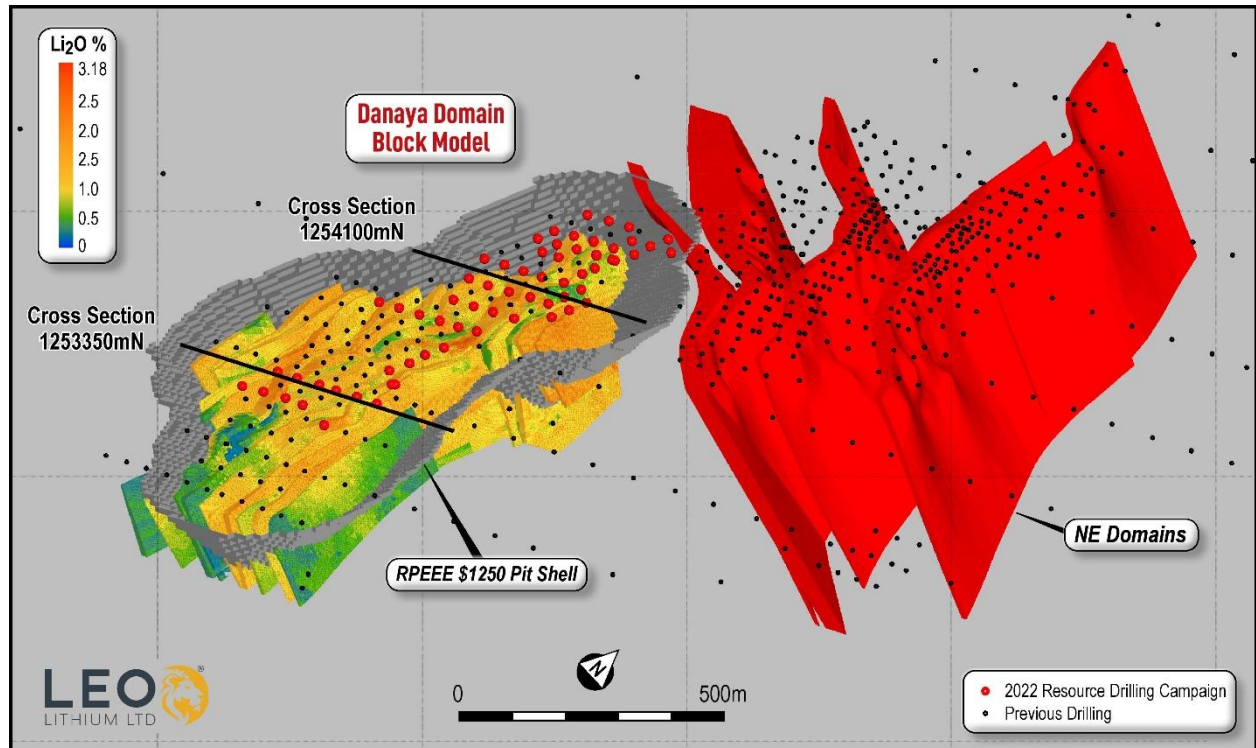 Li2O %
3.18
2.5
2.0
1.0
0.5
0
Danaya Domain
Block Model
Cross Section
1254100mN
Cross Section
1253350mN
RPEEE $1250 Pit Shell
NE Domains
LEO
LITHIUM LTD
®
N
0
500m
2022 Resource Drilling Campaign
Previous Drilling